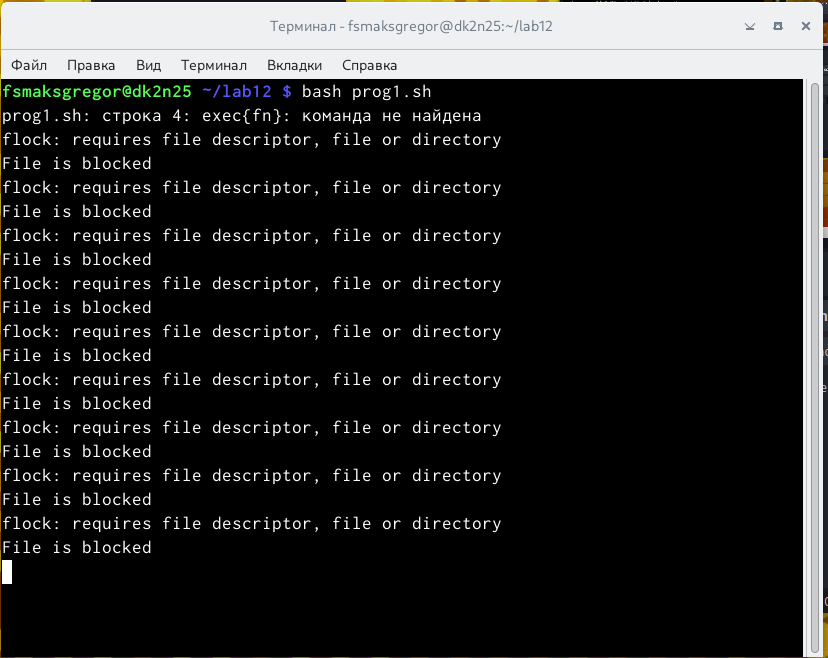 Терминал - fsmaksgregor@dk2n25:~/lab12
Файл Правка Вид Терминал Вкладки Справка
fsmaksgregor@dk2n25 ~/lab12 $ bash prog1.sh
prog1.sh: строка 4: exec{fn}: команда не найдена
flock: requires file descriptor, file or directory
File is blocked
flock: requires file descriptor, file or directory
File is blocked
flock: requires file descriptor, file or directory
File is blocked
flock: requires file descriptor, file or directory
File is blocked
flock: requires file descriptor, file or directory
File is blocked
flock: requires file descriptor, file or directory
File is blocked
flock: requires file descriptor, file or directory
File is blocked
flock: requires file descriptor, file or directory
File is blocked
flock: requires file descriptor, file or directory
File is blocked